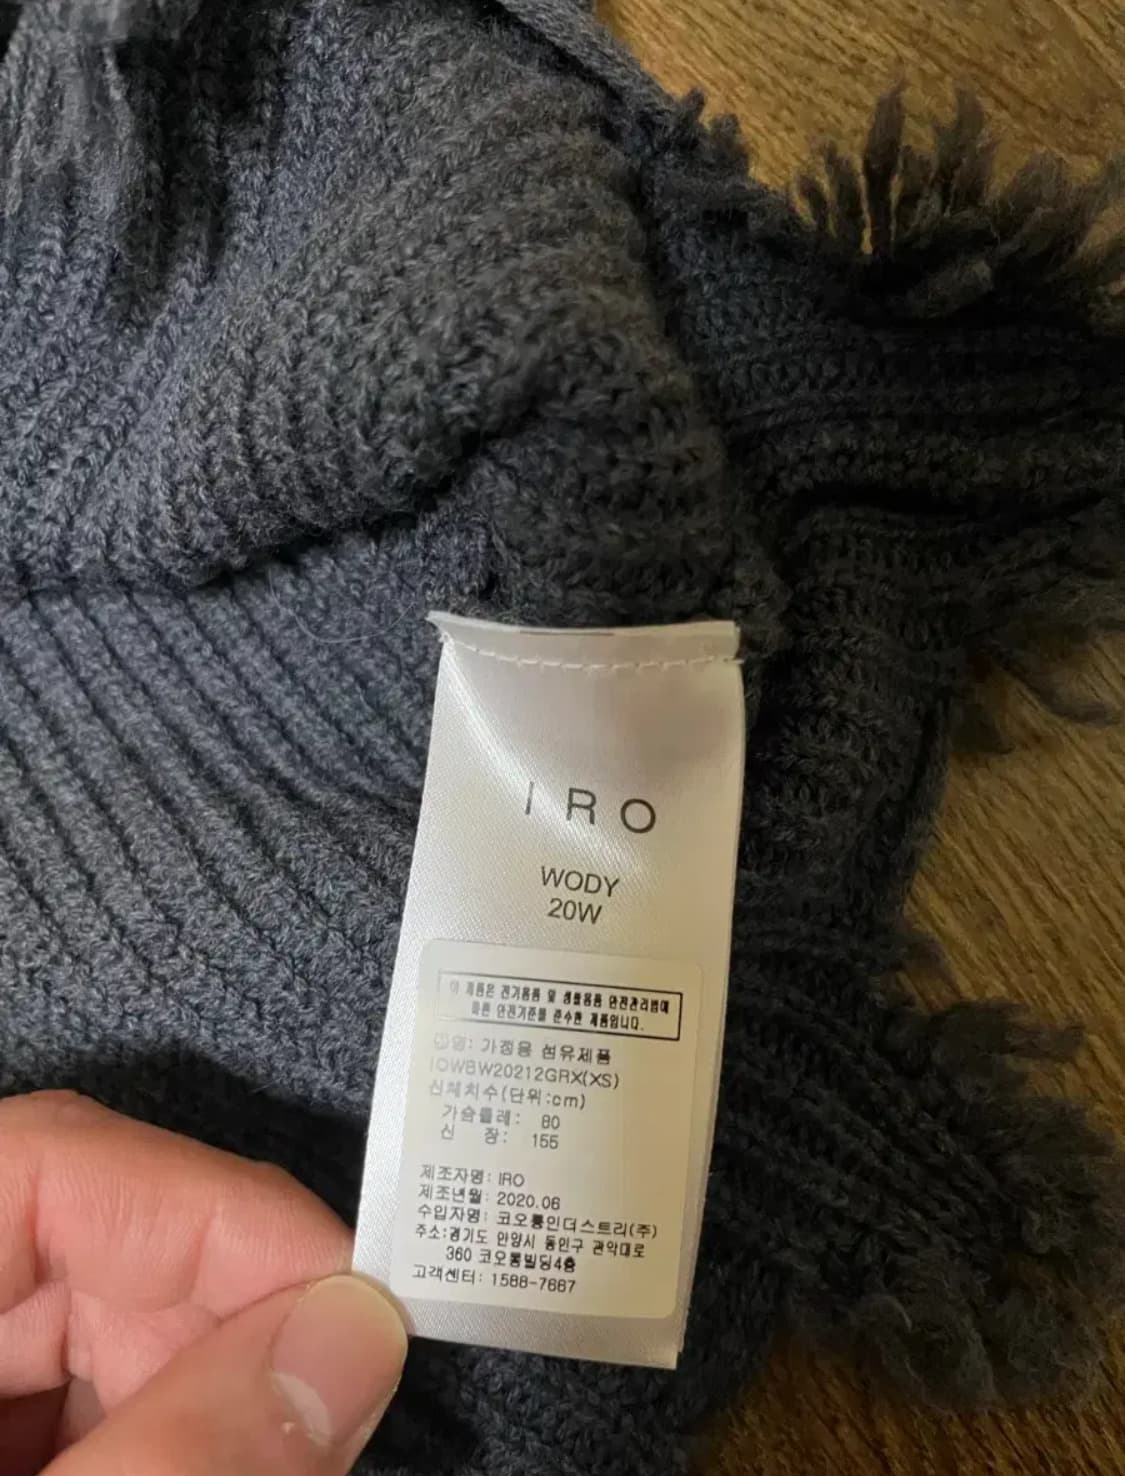 IRO
WODY
20W
이 제품은 전기용품 및 생활용품 안전관리법에
따른 안전기준을 준수한 제품입니다.
품명: 가정용 섬유제품
IOWBW20212GRX(XS)
신체치수(단위:cm)
가슴둘레: 80
신 장: 155
제조자명: IRO
제조년월: 2020.06
수입자명: 코오롱인더스트리(주)
주소:경기도 안양시 동안구 관악대로
360 코오롱빌딩4층
고객센터: 1588-7667